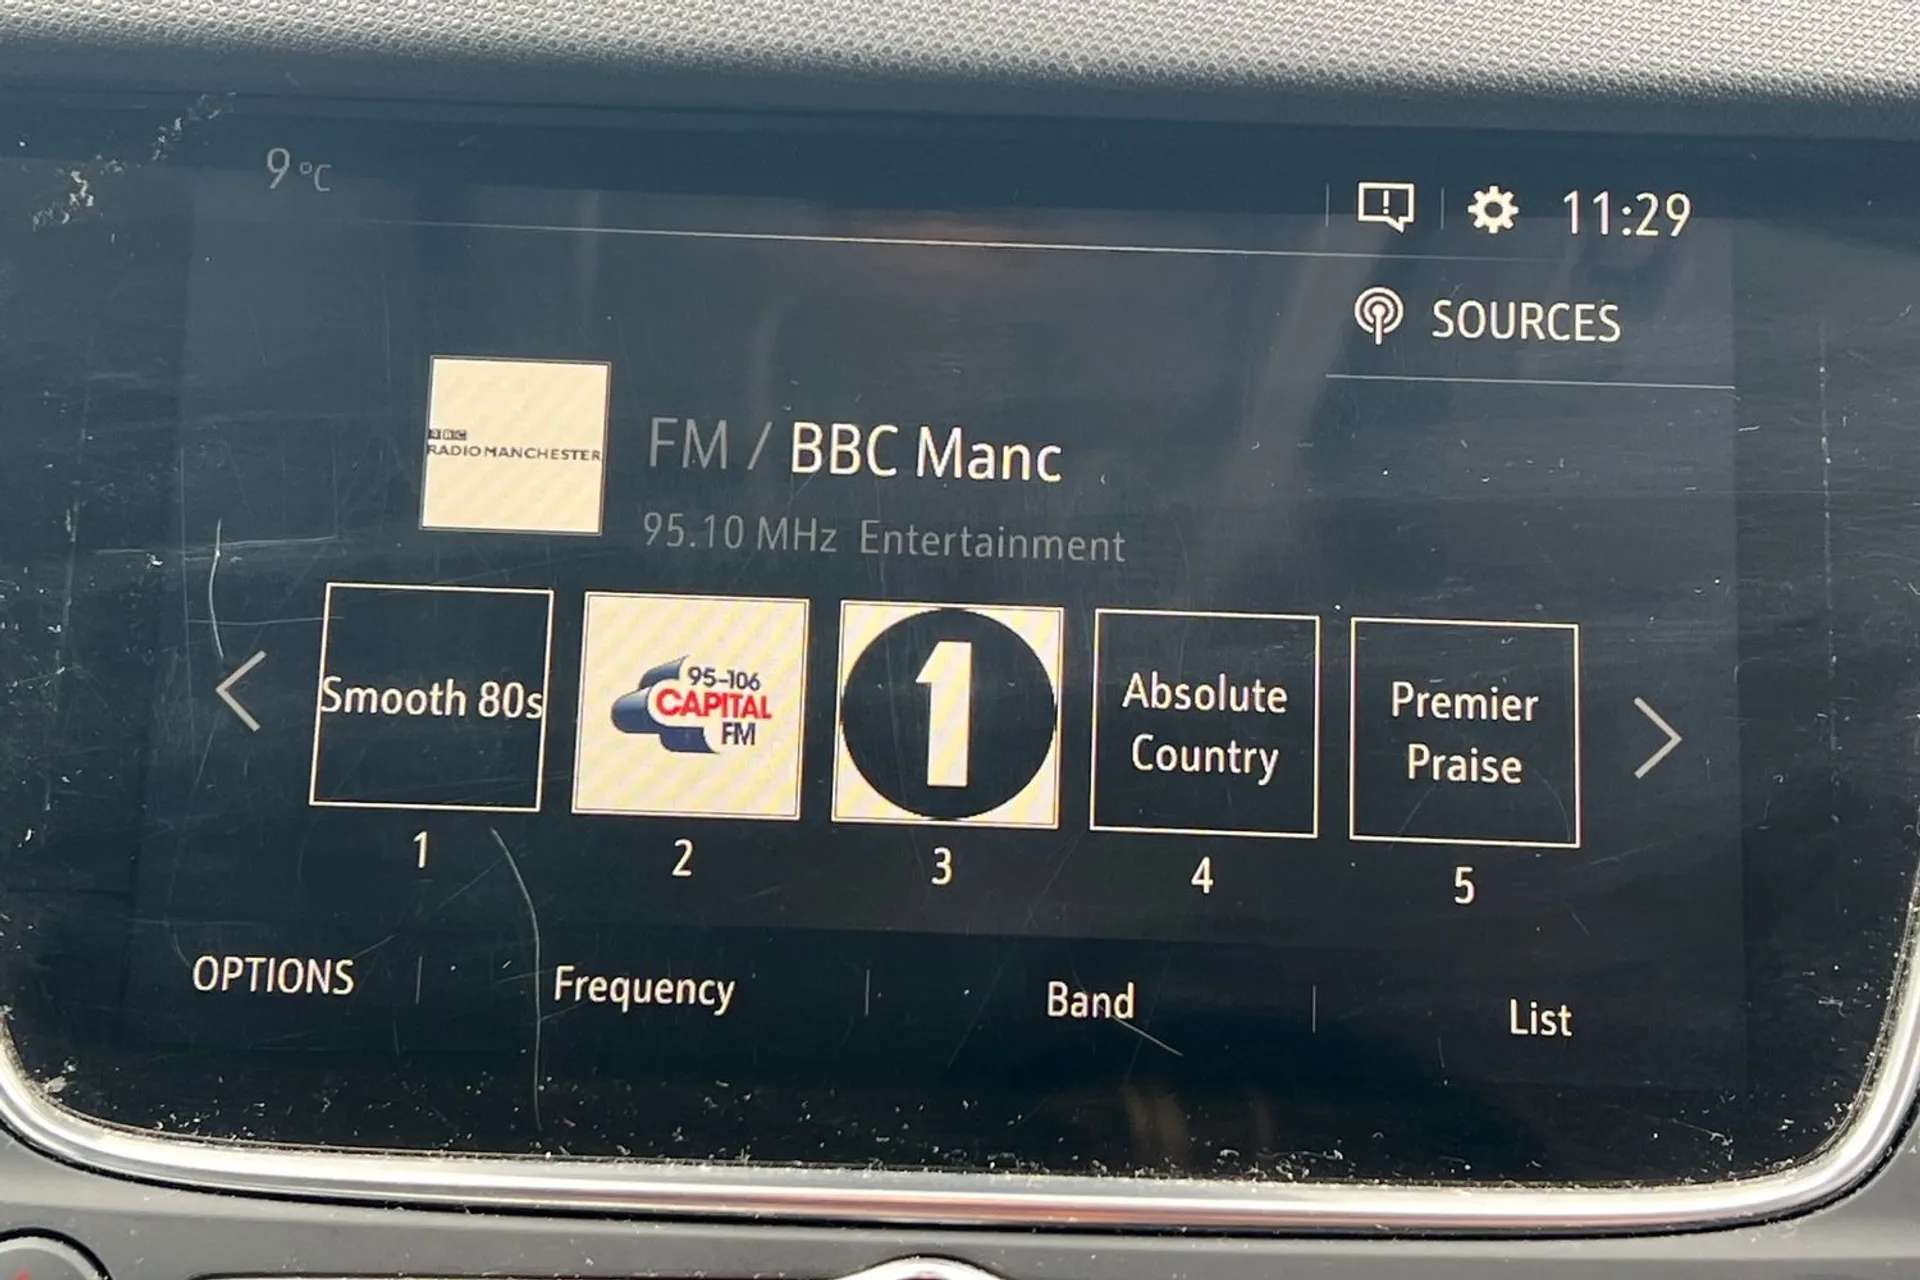 9 °C
11:29
SOURCES
BBC
RADIO MANCHESTER
FM / BBC Manc
95.10 MHz Entertainment
Smooth 80s
95-106
CAPITAL
FM
1
Absolute
Country
Premier
Praise
1
2
3
4
5
OPTIONS
Frequency
Band
List